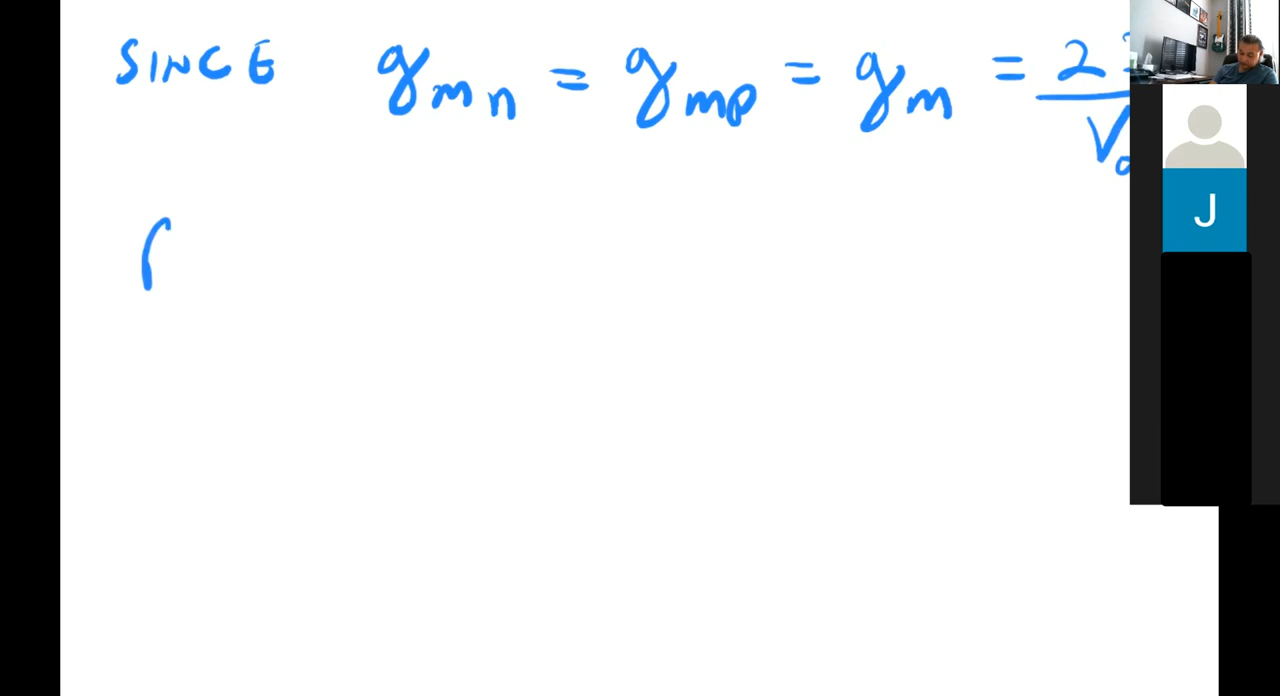 SINCE gmn = gmp = gm = 2
V
J